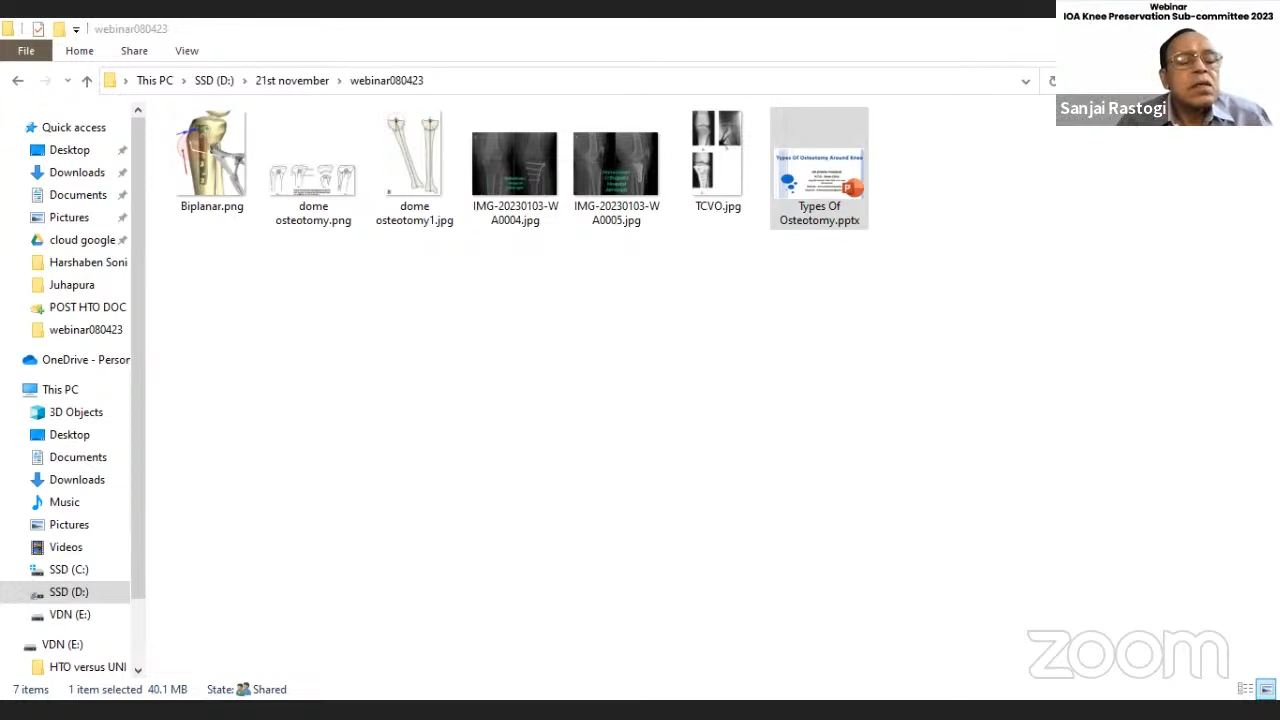 webinar080423
Webinar
IOA Knee Preservation Sub-committee 2023
File Home Share View
This PC SSD (D:) 21st november webinar080423
Sanjai Rastogi
Quick access
Desktop
Downloads
Documents
Pictures
cloud google
Harshaben Soni
Juhapura
POST HTO DOC
webinar080423
OneDrive - Person
This PC
3D Objects
Desktop
Documents
Downloads
Music
Pictures
Videos
SSD (C:)
SSD (D:)
VDN (E:)
VDN (E:)
HTO versus UNI
Biplanar.png
dome
osteotomy.png
dome
osteotomy1.jpg
IMG-20230103-W
A0004.jpg
IMG-20230103-W
A0005.jpg
TCVO.jpg
Types Of Osteotomy Around Knee
Types Of
Osteotomy.pptx
zoom
7 items 1 item selected 40.1 MB State: Shared